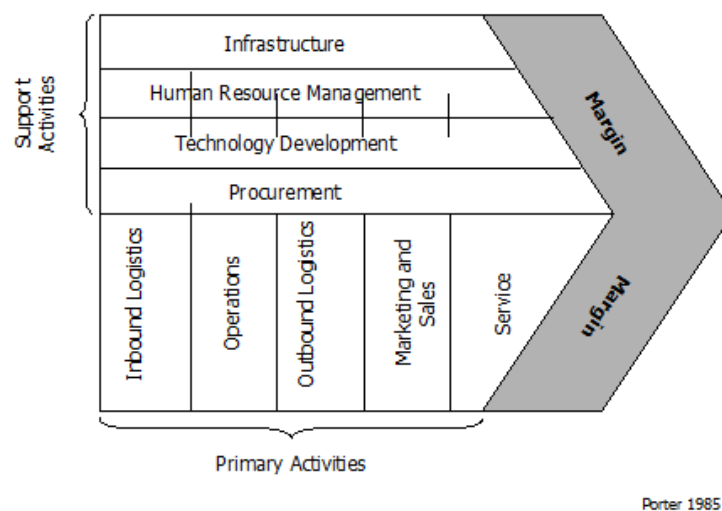 Infrastructure
Human Resource Management
Technology Development
Procurement
Support
Activities
Margin
Margin
Inbound Logistics
Operations
Outbound Logistics
Marketing and
Sales
Service
Primary Activities
Porter 1985